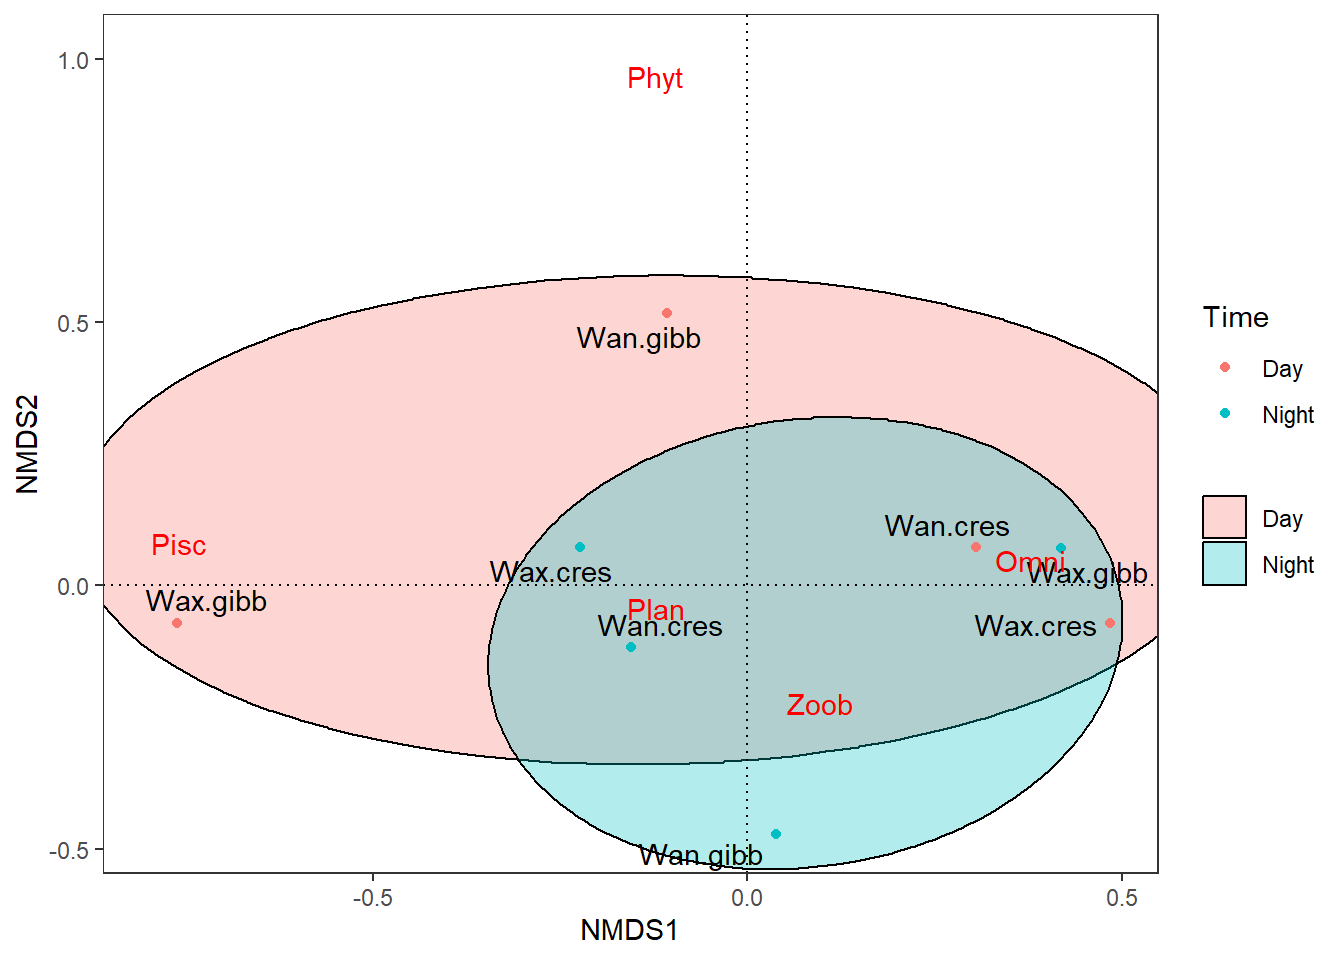 1.0
0.5
0.0
-0.5
NMDS2
Phyt
Wan.gibb
Pisc
Wax.gibb
Wax.cres
Plan
Wan.cres
Wan.cres
Omni
Wax.gibb
Wax.cres
Zoob
Wan.gibb
-0.5
0.0
0.5
NMDS1
Time
Day
Night
Day
Night